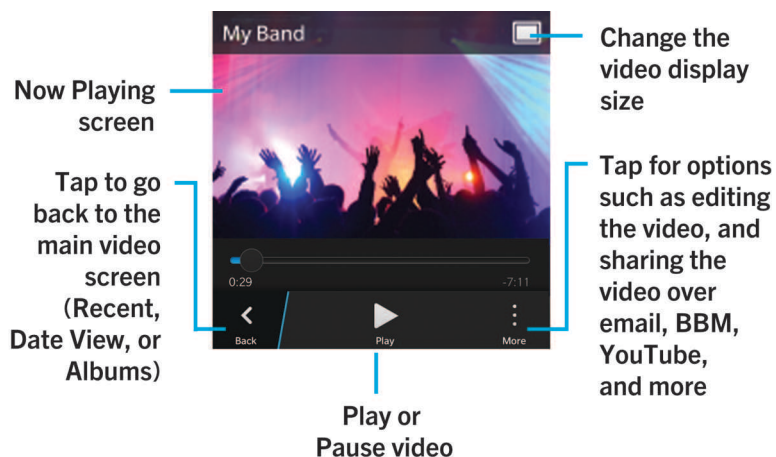 My Band
Change the
video display
size
Now Playing
screen
Tap to go
back to the
main video
screen
(Recent,
Date View, or
Albums)
Tap for options
such as editing
the video, and
sharing the
video over
email, BBM,
YouTube,
and more
0:29
-7:11
Back
Play
More
Play or
Pause video